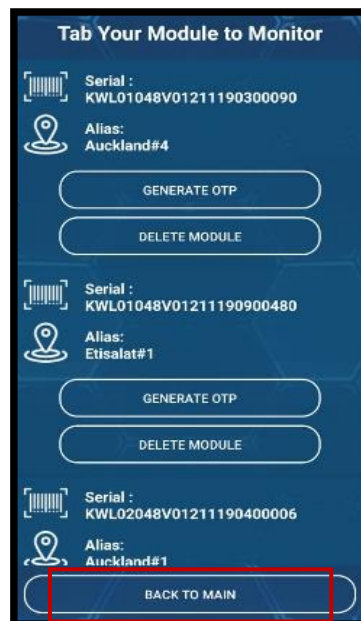 Tab Your Module to Monitor
Serial :
KWL01048V01211190300090
Alias:
Auckland#4
GENERATE OTP
DELETE MODULE
Serial :
KWL01048V01211190900480
Alias:
Etisalat#1
GENERATE OTP
DELETE MODULE
Serial :
KWL02048V01211190400006
Alias:
Auckland#1
BACK TO MAIN